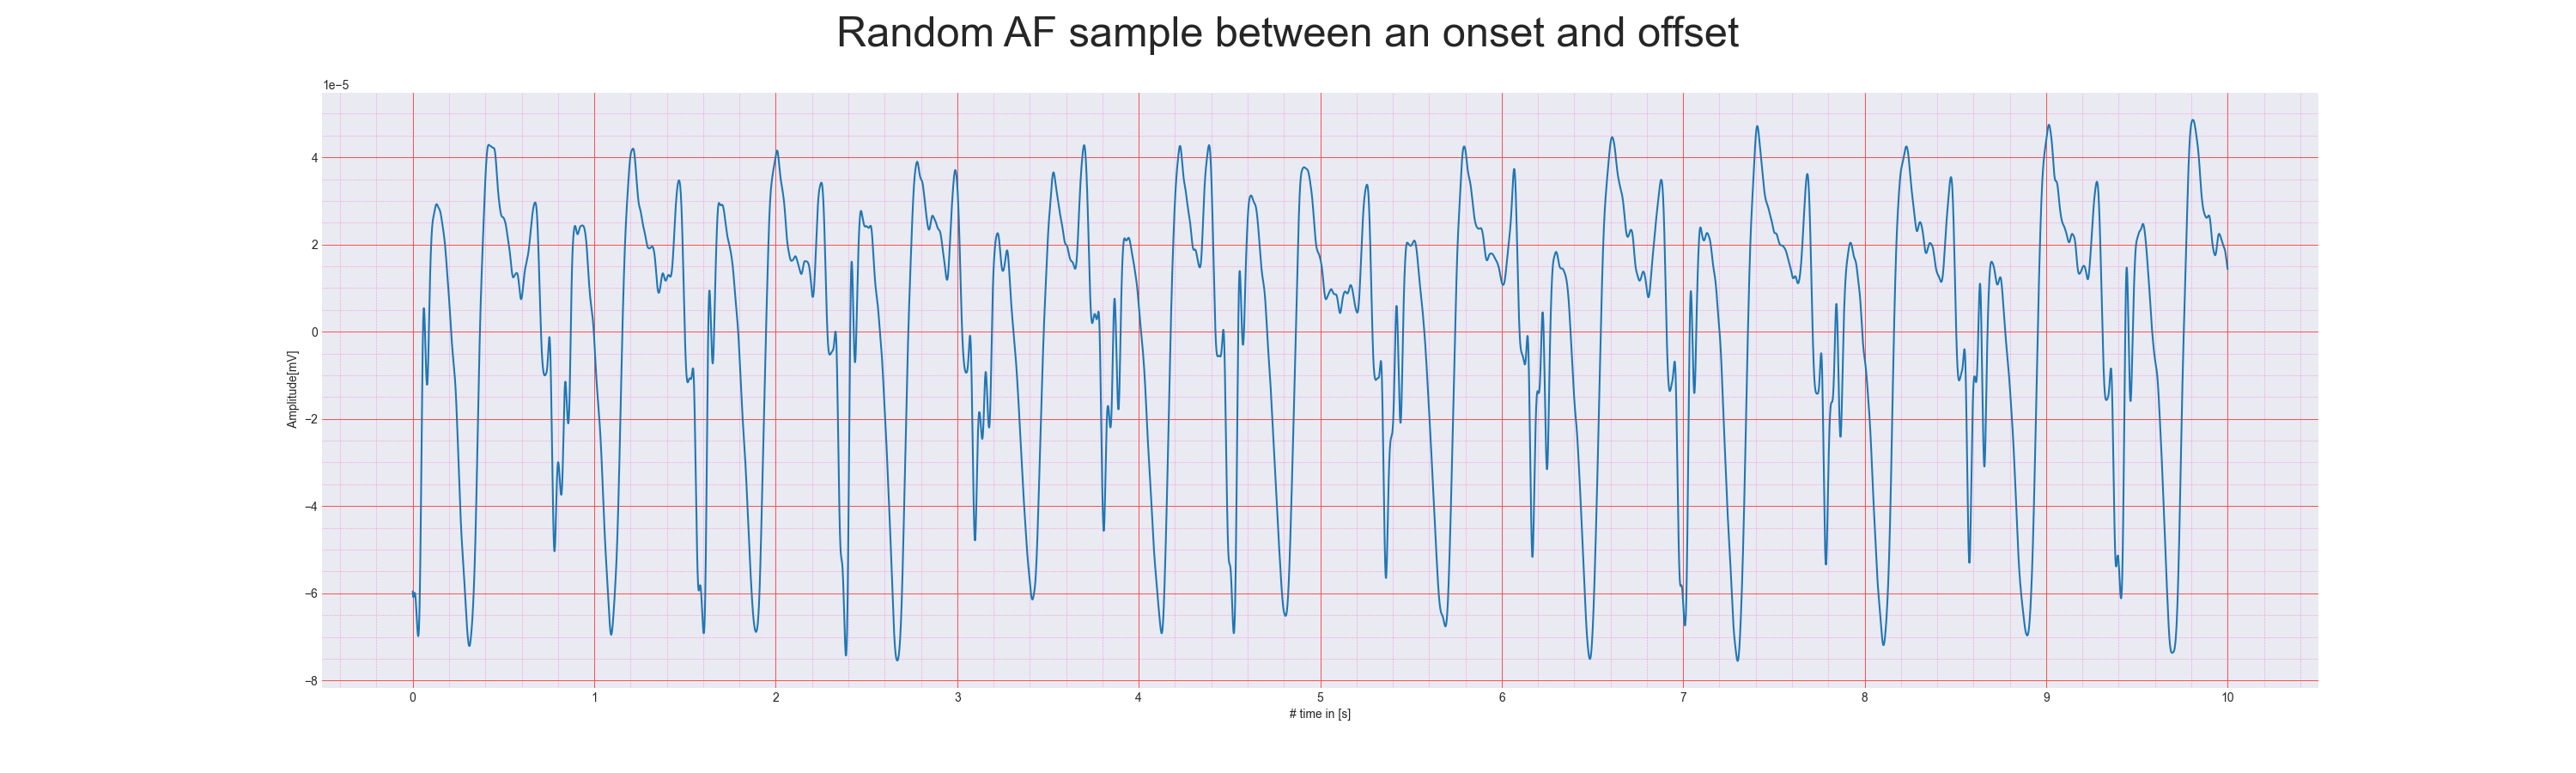 Random AF sample between an onset and offset
1e−5
4
2
0
−2
−4
−6
−8
Amplitude[mV]
0 1 2 3 4 5 6 7 8 9 10
# time in [s]